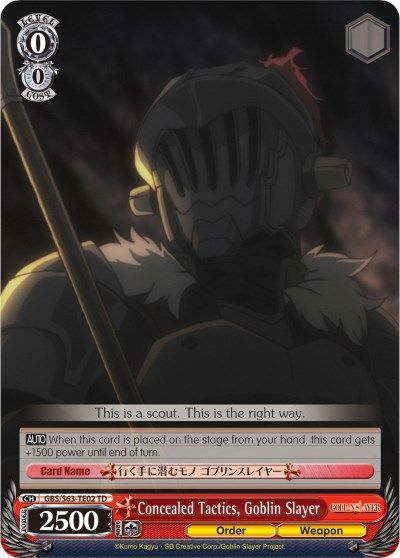 LEVEL
0
0
COST
This is a scout. This is the right way.
AUTO When this card is placed on the stage from your hand, this card gets
+1500 power until end of turn.
Card Name 行く手に潜むモノ ゴブリンスレイヤー
CH GBS/S63-TE02 TD
Concealed Tactics, Goblin Slayer
GOBLIN SLAYER
POWER 2500 SOUL
Order Weapon
©Kumo Kagyu・SB Creative Corp./Goblin Slayer Project.